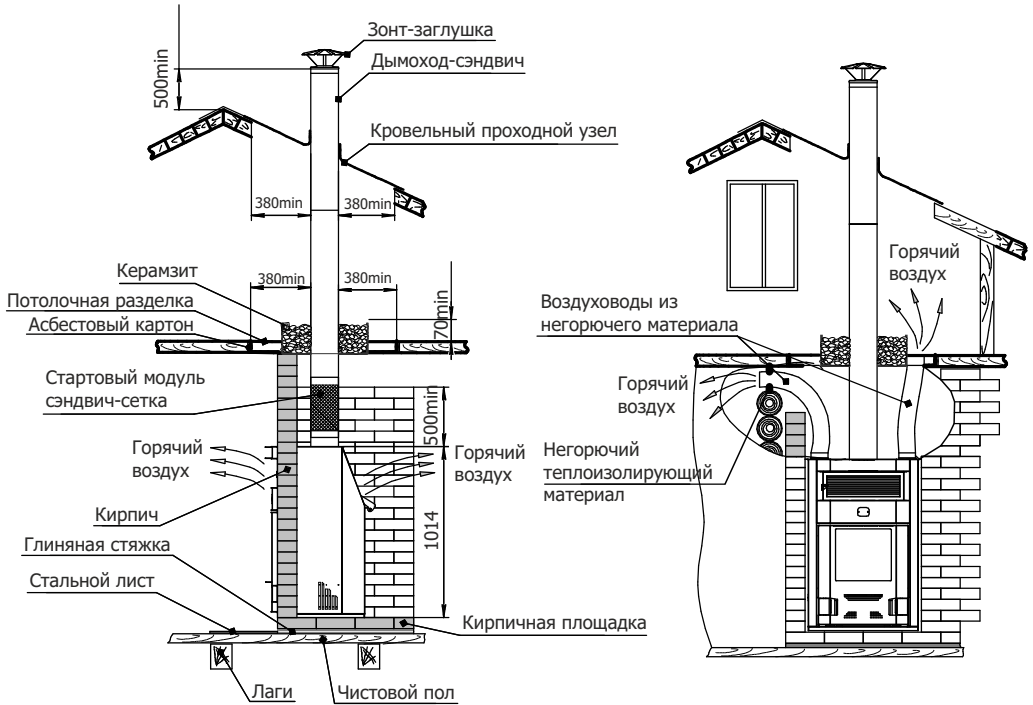 Зонт-заглушка
Дымоход-сэндвич
500min
Кровельный проходной узел
380min
380min
Керамзит
380min
380min
Потолочная разделка
70min
Асбестовый картон
Стартовый модуль
сэндвич-сетка
500min
Горячий
воздух
Горячий
воздух
Кирпич
1014
Глиняная стяжка
Стальной лист
Кирпичная площадка
Лаги
Чистовой пол
Горячий
воздух
Воздуховоды из
негорючего материала
Горячий
воздух
Негорючий
теплоизолирующий
материал